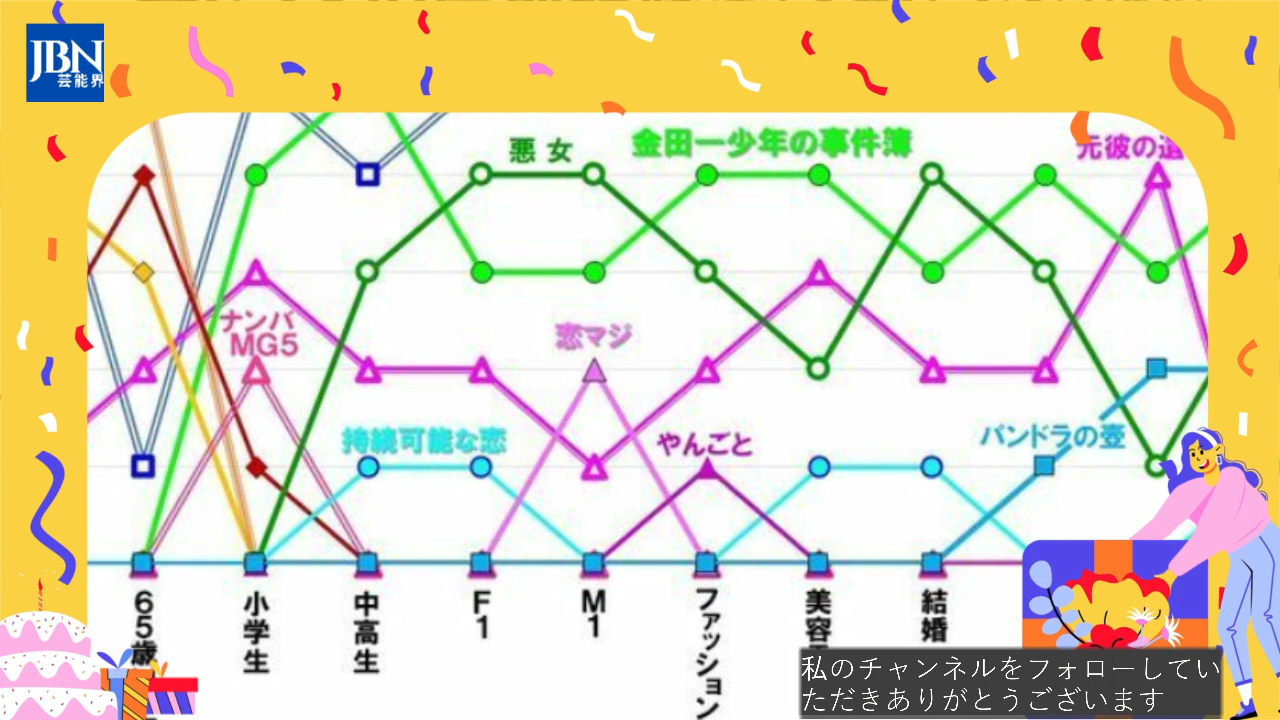 JBN
芸能界
悪女
金田一少年の事件簿
元彼の遺
ナンバ
MG5
恋マジ
持続可能な恋
やんごと
パンドラの壺
65歳
小学生
中高生
F1
M1
ファッション
美容
結婚
私のチャンネルをフォローしてい
ただきありがとうございます